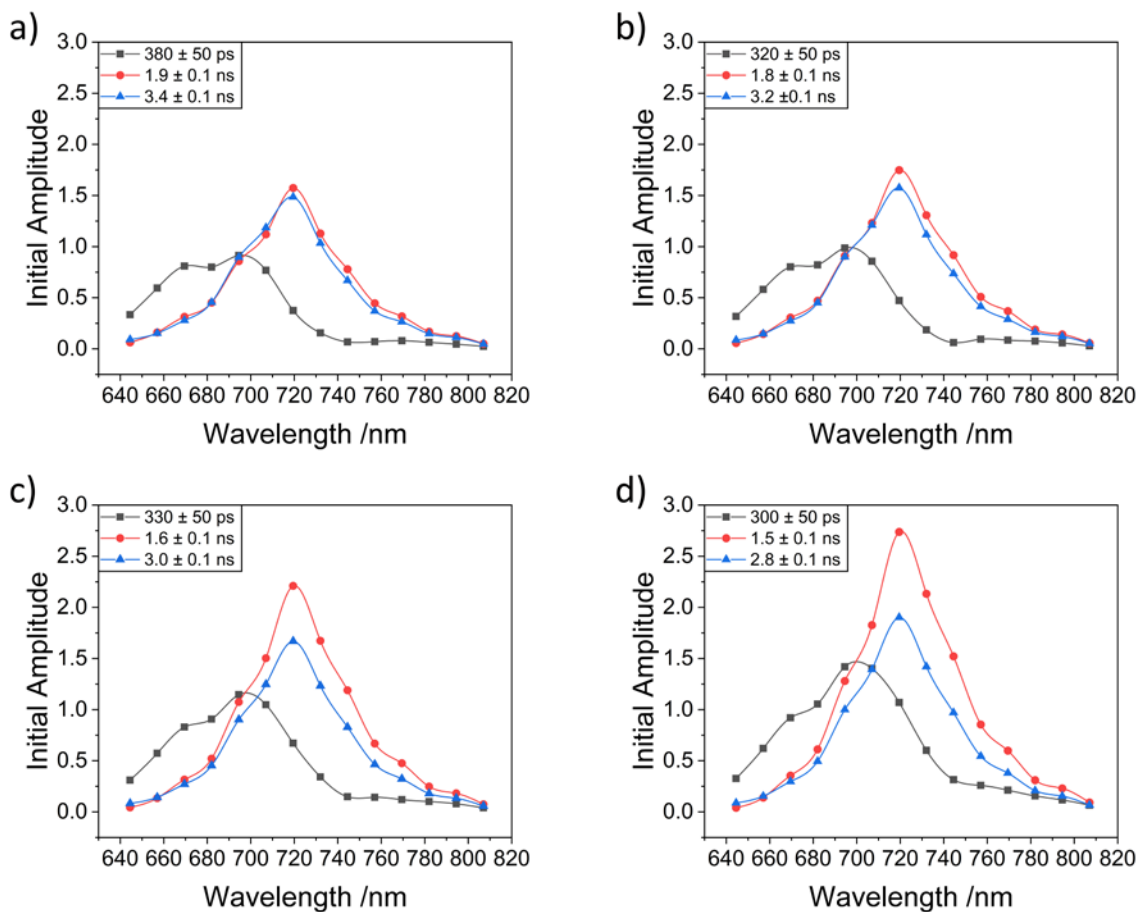 a)
3.0
2.5
2.0
1.5
1.0
0.5
0.0
Initial Amplitude
380 ± 50 ps
1.9 ± 0.1 ns
3.4 ± 0.1 ns
640 660 680 700 720 740 760 780 800 820
Wavelength /nm
b)
3.0
2.5
2.0
1.5
1.0
0.5
0.0
Initial Amplitude
320 ± 50 ps
1.8 ± 0.1 ns
3.2 ±0.1 ns
640 660 680 700 720 740 760 780 800 820
Wavelength /nm
c)
3.0
2.5
2.0
1.5
1.0
0.5
0.0
Initial Amplitude
330 ± 50 ps
1.6 ± 0.1 ns
3.0 ± 0.1 ns
640 660 680 700 720 740 760 780 800 820
Wavelength /nm
d)
3.0
2.5
2.0
1.5
1.0
0.5
0.0
Initial Amplitude
300 ± 50 ps
1.5 ± 0.1 ns
2.8 ± 0.1 ns
640 660 680 700 720 740 760 780 800 820
Wavelength /nm